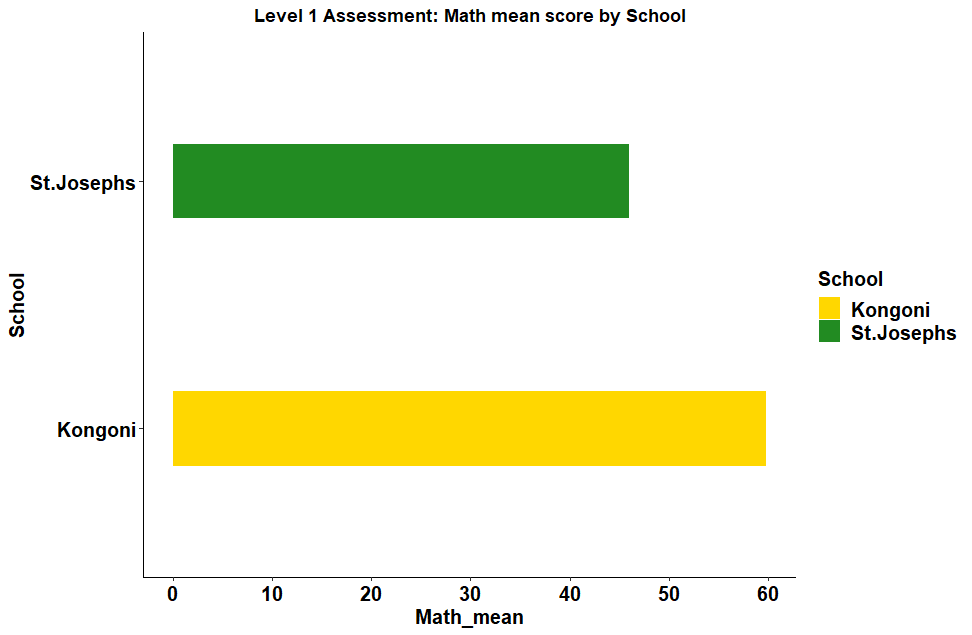 Level 1 Assessment: Math mean score by School
St.Josephs
Kongoni
School
0 10 20 30 40 50 60
Math_mean
School
Kongoni
St.Josephs